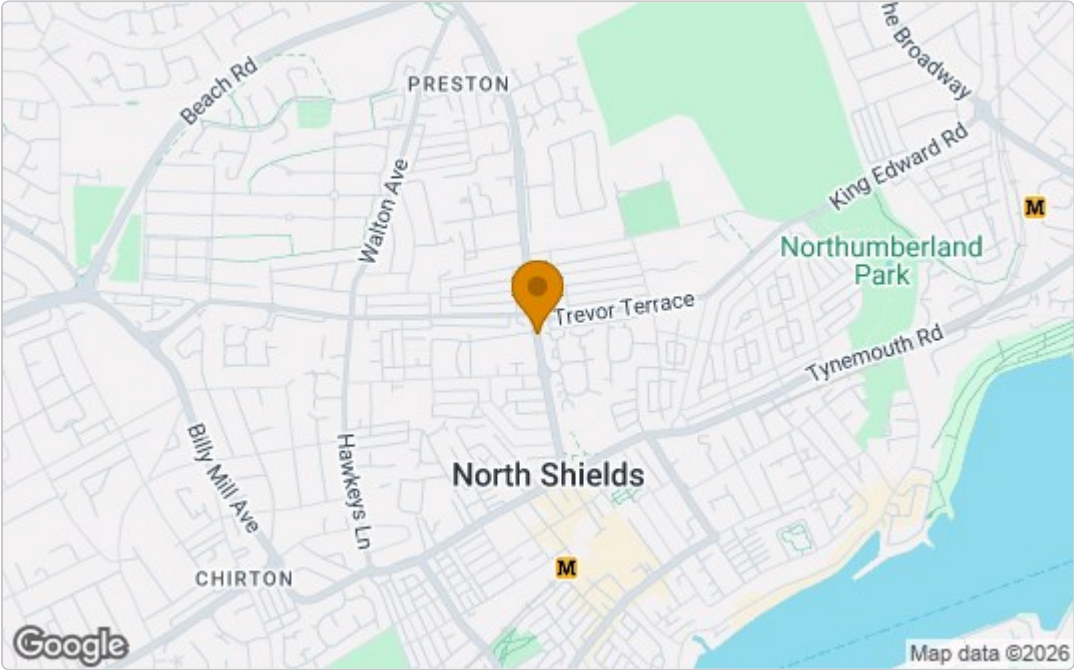 he Broadway
Beach Rd
PRESTON
King Edward Rd
Walton Ave
M
Northumberland
Park
Trevor Terrace
Tynemouth Rd
Billy Mill Ave
Hawkeys Ln
North Shields
M
CHIRTON
Google
Map data ©2026